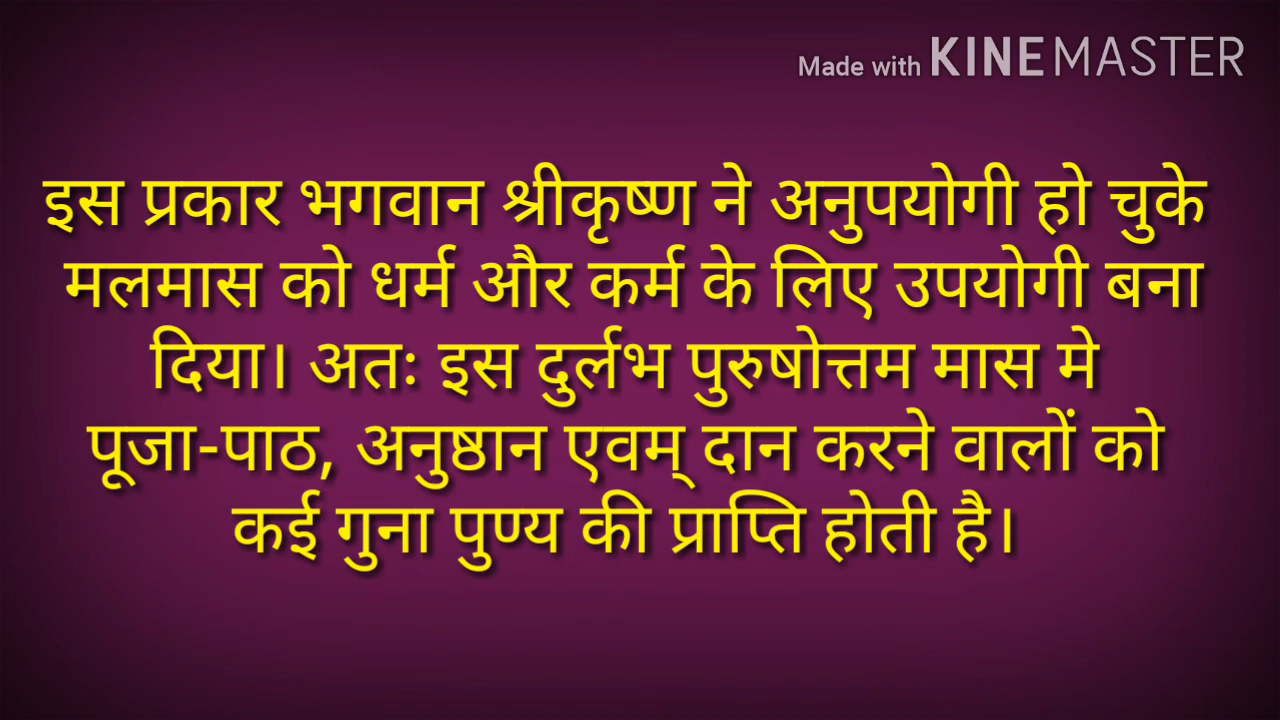 Made with KINEMASTER
इस प्रकार भगवान श्रीकृष्ण ने अनुपयोगी हो चुके
मलमास को धर्म और कर्म के लिए उपयोगी बना
दिया। अतः इस दुर्लभ पुरुषोत्तम मास मे
पूजा-पाठ, अनुष्ठान एवम् दान करने वालों को
कई गुना पुण्य की प्राप्ति होती है।